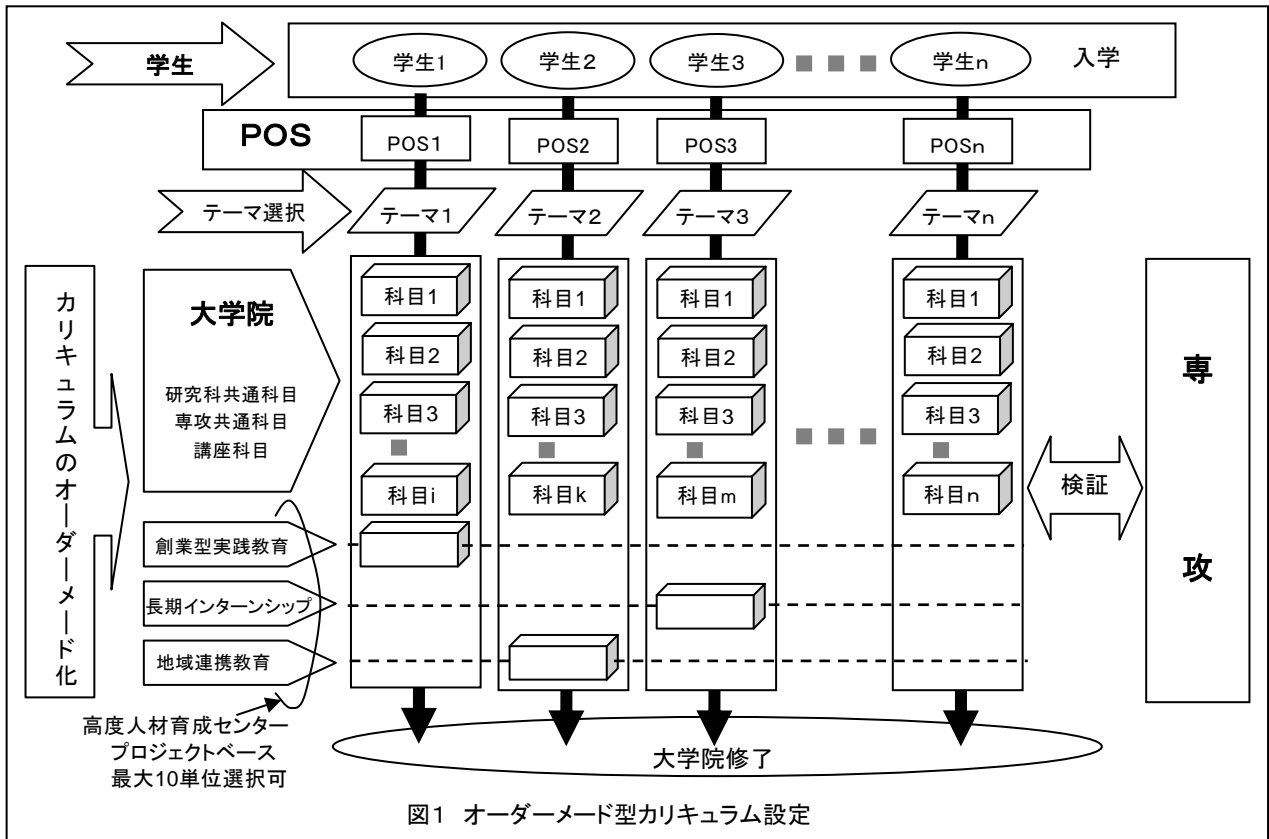 学生
学生1
学生2
学生3
学生n
入学
POS
POS1
POS2
POS3
POSn
テーマ選択
テーマ1
テーマ2
テーマ3
テーマn
カリキュラムのオーダーメード化
大学院
研究科共通科目
専攻共通科目
講座科目
科目1
科目2
科目3
科目i
科目1
科目2
科目3
科目k
科目1
科目2
科目3
科目m
科目1
科目2
科目3
科目n
検証
専攻
創業型実践教育
長期インターンシップ
地域連携教育
高度人材育成センター
プロジェクトベース
最大10単位選択可
大学院修了
図1 オーダーメード型カリキュラム設定